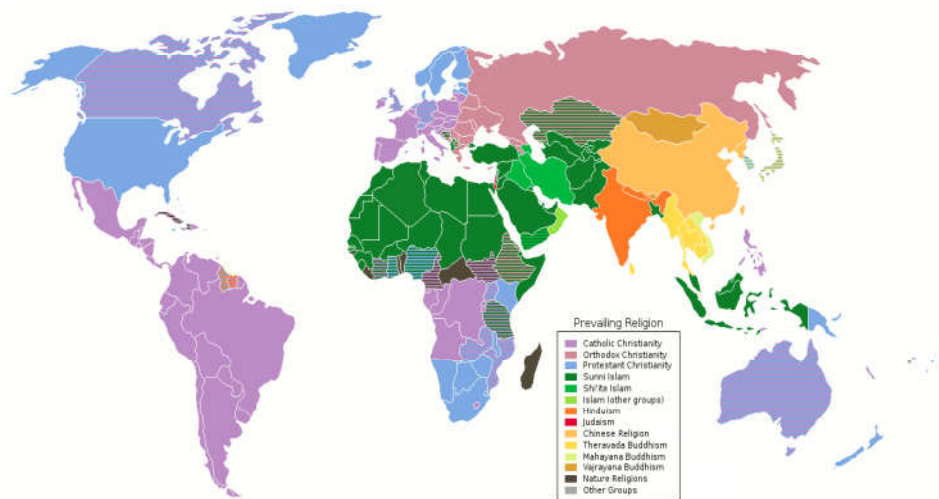 Prevailing Religion
Catholic Christianity
Orthodox Christianity
Protestant Christianity
Sunni Islam
Shi'ite Islam
Islam (other groups)
Hinduism
Judaism
Chinese Religion
Theravada Buddhism
Mahayana Buddhism
Vajrayana Buddhism
Nature Religions
Other Groups